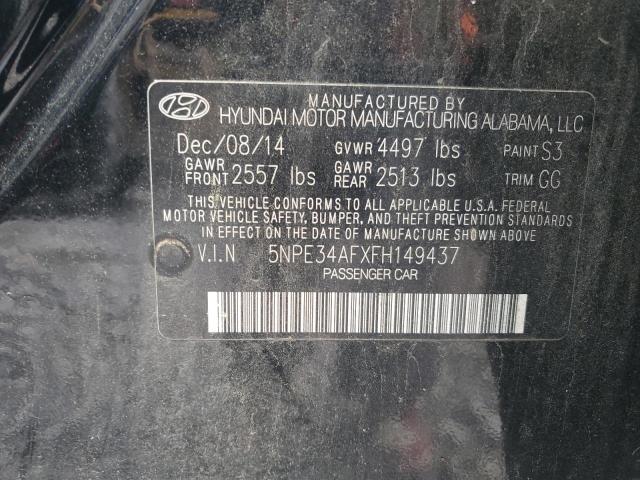 MANUFACTURED BY
HYUNDAI MOTOR MANUFACTURING ALABAMA, LLC
Dec/08/14 GVWR 4497 lbs PAINT S3
GAWR FRONT 2557 lbs GAWR REAR 2513 lbs TRIM GG
THIS VEHICLE CONFORMS TO ALL APPLICABLE U.S.A. FEDERAL
MOTOR VEHICLE SAFETY, BUMPER, AND THEFT PREVENTION STANDARDS
IN EFFECT ON THE DATE OF MANUFACTURE SHOWN ABOVE.
V.I.N 5NPE34AFXFH149437
PASSENGER CAR